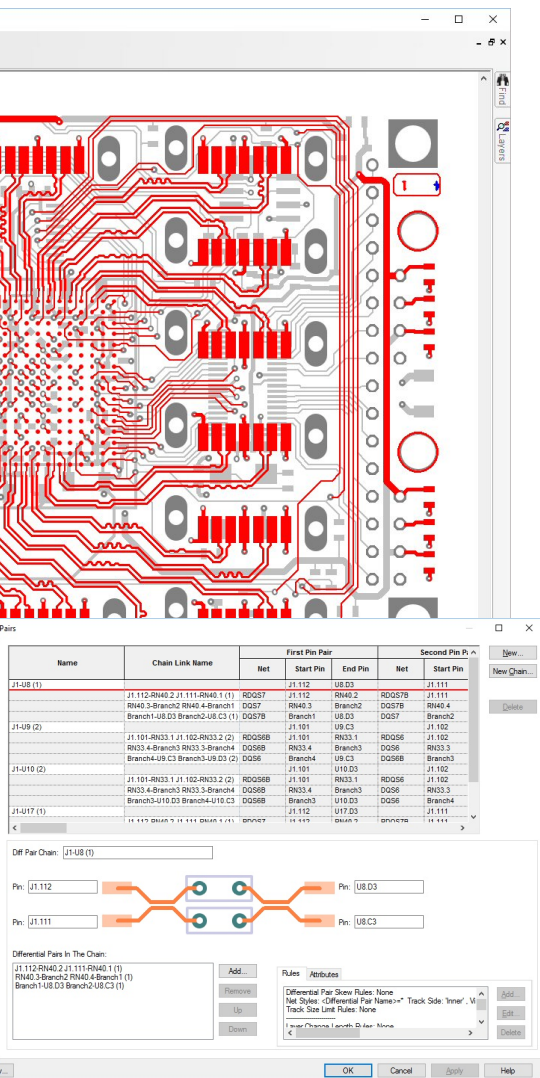 Find
Layers
1
Pairs
First Pin Pair
Name Chain Link Name Net Start Pin End Pin Net Start Pin
New...
New Chain...
Delete
J1-U8 (1) J1.112 U8.D3 J1.111
J1.112-RN40.2 J1.111-RN40.1 (1) RDQS7 J1.112 RN40.2 RDQS7B J1.111
RN40.3-Branch2 RN40.4-Branch1 DQS7 RN40.3 Branch2 DQS7B RN40.4
Branch1-U8.D3 Branch2-U8.C3 (1) DQS7B Branch1 U8.D3 DQS7 Branch2
J1-U9 (2) J1.101 U9.C3 J1.102
J1.101-RN33.1 J1.102-RN33.2 (2) RDQS6B J1.101 RN33.1 RDQS6 J1.102
RN33.4-Branch3 RN33.3-Branch4 DQS6B RN33.4 Branch3 DQS6 RN33.3
Branch4-U9.C3 Branch3-U9.D3 (2) DQS6 Branch4 U9.C3 DQS6B Branch3
J1-U10 (2) J1.101 U10.D3 J1.102
J1.101-RN33.1 J1.102-RN33.2 (2) RDQS6B J1.101 RN33.1 RDQS6 J1.102
RN33.4-Branch3 RN33.3-Branch4 DQS6B RN33.4 Branch3 DQS6 RN33.3
Branch3-U10.D3 Branch4-U10.C3 DQS6B Branch3 U10.D3 DQS6 Branch4
J1-U17 (1) J1.112 U17.D3 J1.111
Diff Pair Chain: J1-U8 (1)
Pin: J1.112 Pin: U8.D3
Pin: J1.111 Pin: U8.C3
Differential Pairs In The Chain:
J1.112-RN40.2 J1.111-RN40.1 (1)
RN40.3-Branch2 RN40.4-Branch1 (1)
Branch1-U8.D3 Branch2-U8.C3 (1)
Add...
Remove
Up
Down
Rules Attributes
Differential Pair Skew Rules: None
Net Styles: <Differential Pair Name>='' Track Side: 'Inner' , Vi
Track Size Limit Rules: None
--------------------
Layer Change Length Rules: None
Add...
Edit...
Delete
OK Cancel Apply Help